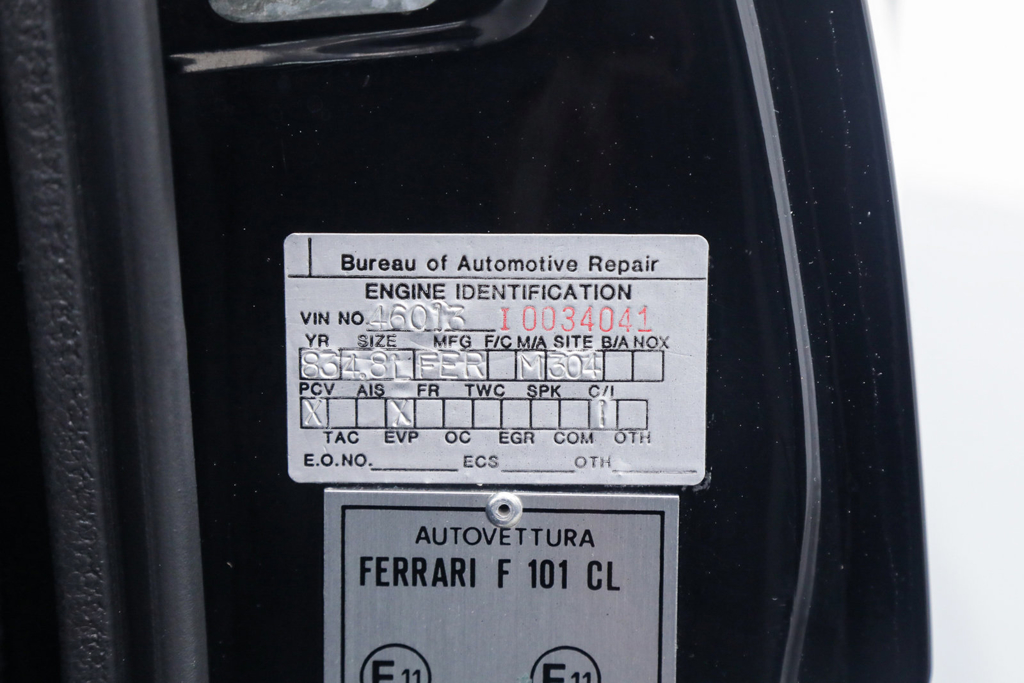 Bureau of Automotive Repair
ENGINE IDENTIFICATION
VIN NO. 46013 I 0034041
YR SIZE MFG F/C M/A SITE B/A NOX
83 4.8L FER M 304
PCV AIS FR TWC SPK C/I
X X I
TAC EVP OC EGR COM OTH
E.O.NO. ECS OTH
AUTOVETTURA
FERRARI F 101 CL
E 11 E 11